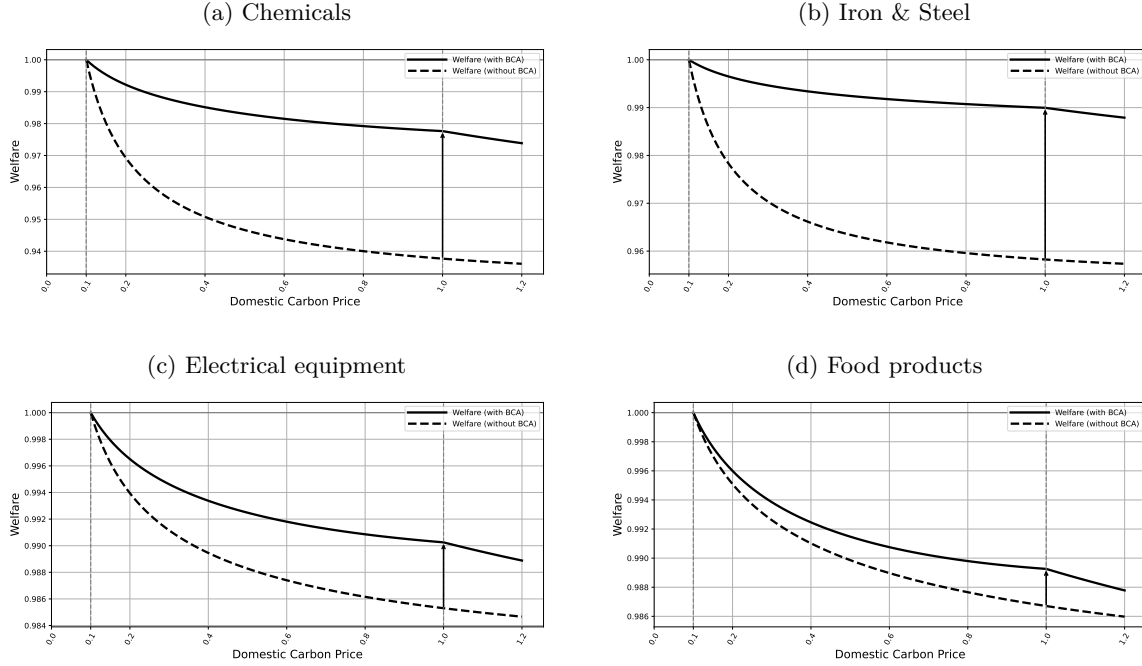 (a) Chemicals
1.00
0.99
0.98
0.97
0.96
0.95
0.94
Welfare
Welfare (with BCA)
Welfare (without BCA)
0.0 0.1 0.2 0.4 0.6 0.8 1.0 1.2
Domestic Carbon Price
(b) Iron & Steel
1.00
0.99
0.98
0.97
0.96
Welfare
Welfare (with BCA)
Welfare (without BCA)
0.0 0.1 0.2 0.4 0.6 0.8 1.0 1.2
Domestic Carbon Price
(c) Electrical equipment
1.000
0.998
0.996
0.994
0.992
0.990
0.988
0.986
0.984
Welfare
Welfare (with BCA)
Welfare (without BCA)
0.0 0.1 0.2 0.4 0.6 0.8 1.0 1.2
Domestic Carbon Price
(d) Food products
1.000
0.998
0.996
0.994
0.992
0.990
0.988
0.986
Welfare
Welfare (with BCA)
Welfare (without BCA)
0.0 0.1 0.2 0.4 0.6 0.8 1.0 1.2
Domestic Carbon Price